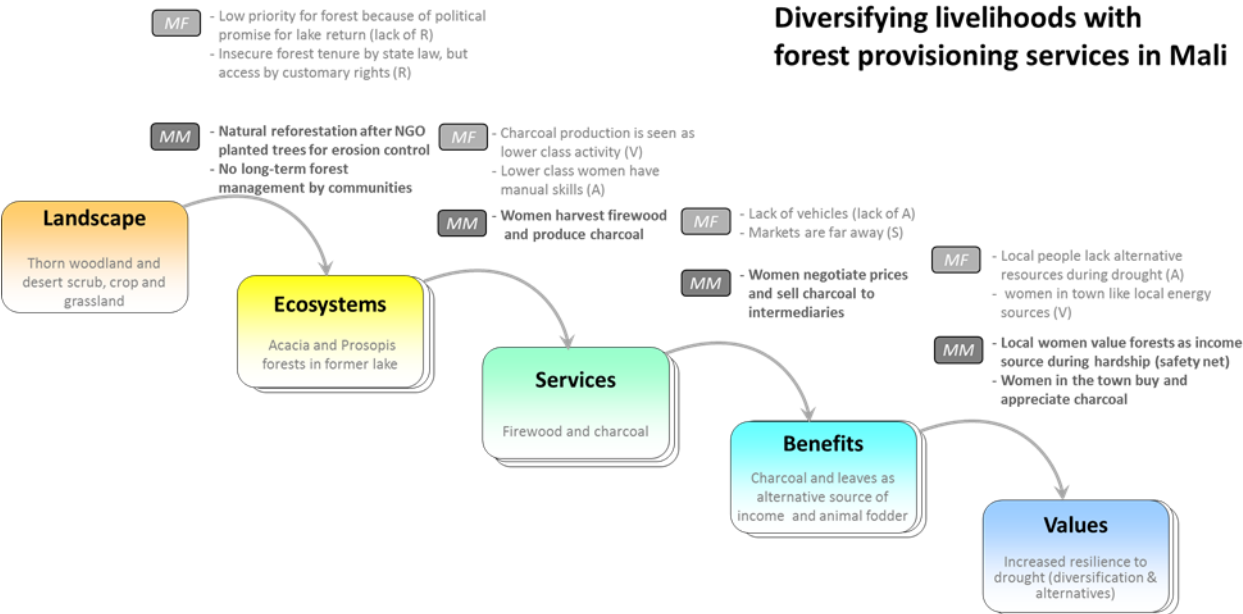 Diversifying livelihoods with
forest provisioning services in Mali
MF
- Low priority for forest because of political
promise for lake return (lack of R)
- Insecure forest tenure by state law, but
access by customary rights (R)
MM
- Natural reforestation after NGO
planted trees for erosion control
- No long-term forest
management by communities
Landscape
Thorn woodland and
desert scrub, crop and
grassland
MF
- Charcoal production is seen as
lower class activity (V)
- Lower class women have
manual skills (A)
MM
- Women harvest firewood
and produce charcoal
Ecosystems
Acacia and Prosopis
forests in former lake
MF
- Lack of vehicles (lack of A)
- Markets are far away (S)
MM
- Women negotiate prices
and sell charcoal to
intermediaries
Services
Firewood and charcoal
MF
- Local people lack alternative
resources during drought (A)
- women in town like local energy
sources (V)
MM
- Local women value forests as income
source during hardship (safety net)
- Women in the town buy and
appreciate charcoal
Benefits
Charcoal and leaves as
alternative source of
income and animal fodder
Values
Increased resilience to
drought (diversification &
alternatives)